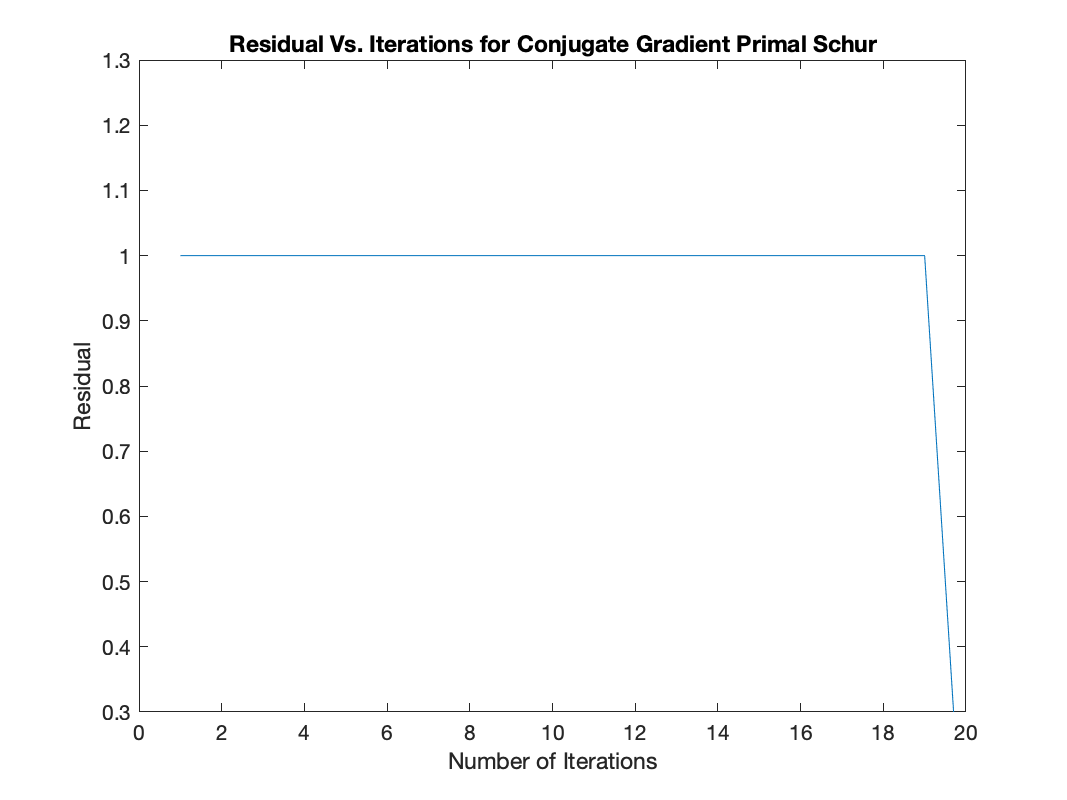 Residual Vs. Iterations for Conjugate Gradient Primal Schur
1.3
1.2
1.1
1
0.9
0.8
0.7
0.6
0.5
0.4
0.3
Residual
0 2 4 6 8 10 12 14 16 18 20
Number of Iterations